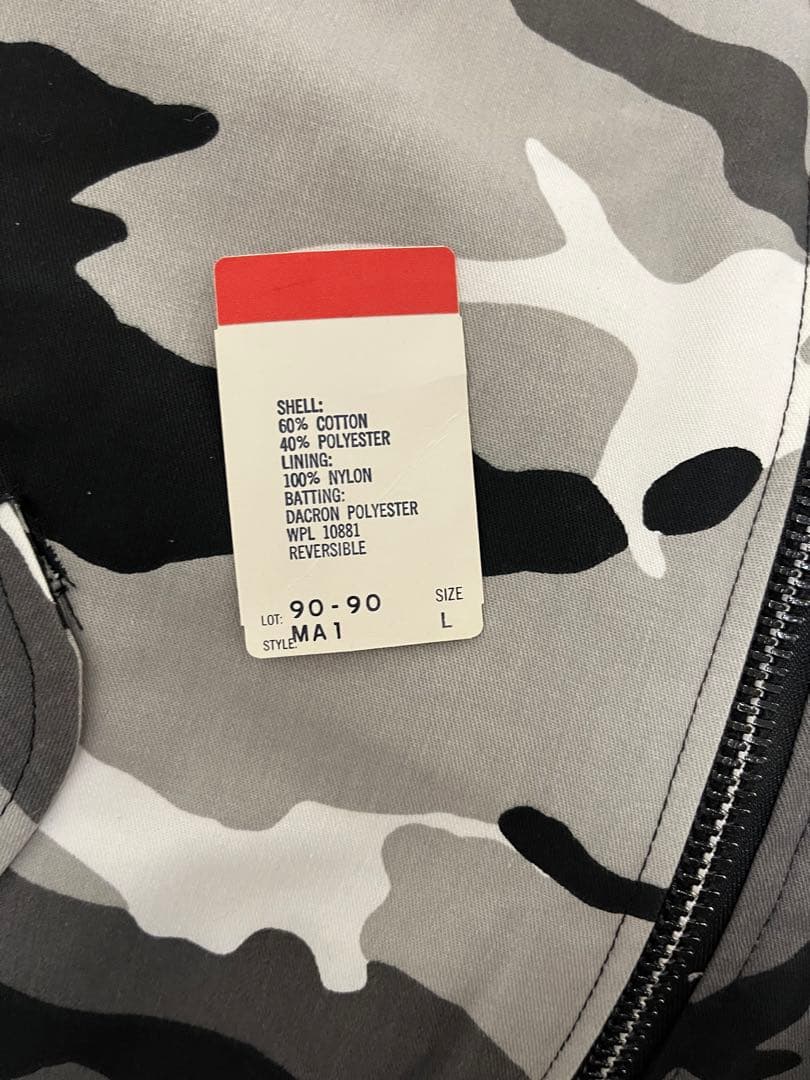 SHELL:
60% COTTON
40% POLYESTER
LINING:
100% NYLON
BATTING:
DACRON POLYESTER
WPL 10881
REVERSIBLE
LOT: 90-90
SIZE
STYLE: MA1
L